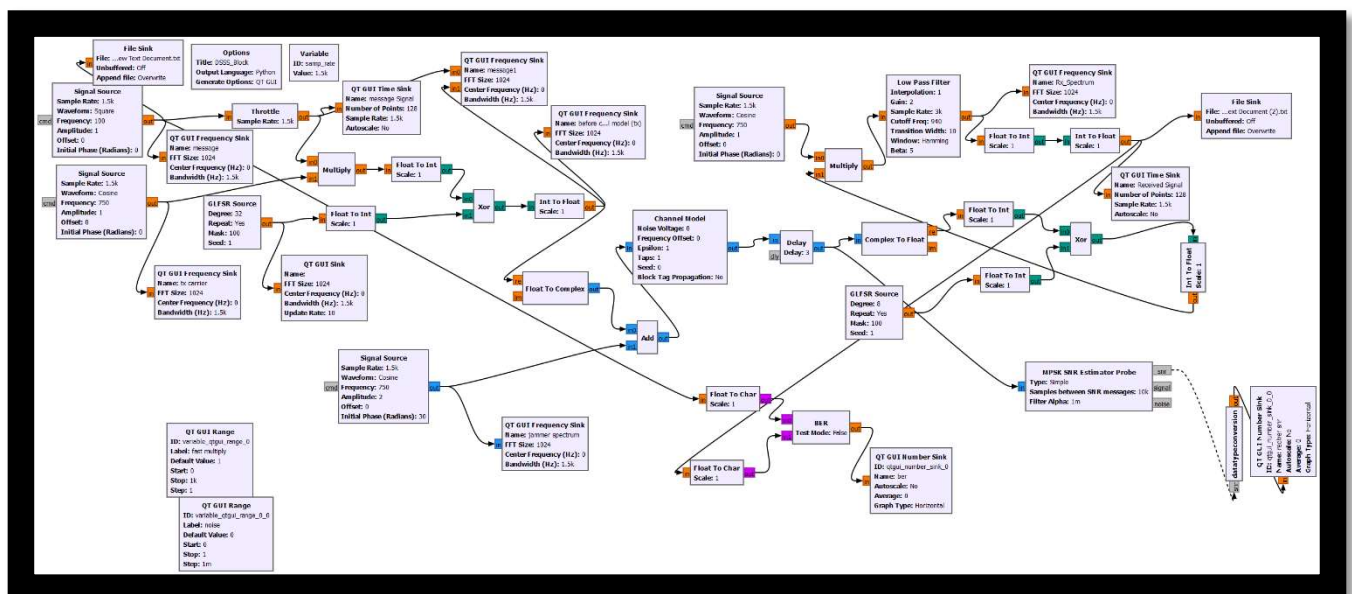 File Sink
File: ...ew Text Document.txt
Unbuffered: Off
Append file: Overwrite
Options
Title: DSSS_Block
Output Language: Python
Generate Options: QT GUI
Variable
ID: samp_rate
Value: 1.5k
Signal Source
Sample Rate: 1.5k
Waveform: Square
Frequency: 100
Amplitude: 1
Offset: 0
Initial Phase (Radians): 0
cmd
out
Throttle
Sample Rate: 1.5k
QT GUI Time Sink
Name: message Signal
Number of Points: 128
Sample Rate: 1.5k
Autoscale: No
QT GUI Frequency Sink
Name: message1
FFT Size: 1024
Center Frequency (Hz): 0
Bandwidth (Hz): 1.5k
QT GUI Frequency Sink
Name: before c...l model (tx)
FFT Size: 1024
Center Frequency (Hz): 0
Bandwidth (Hz): 1.5k
QT GUI Frequency Sink
Name: message
FFT Size: 1024
Center Frequency (Hz): 0
Bandwidth (Hz): 1.5k
Signal Source
Sample Rate: 1.5k
Waveform: Cosine
Frequency: 750
Amplitude: 1
Offset: 0
Initial Phase (Radians): 0
Multiply
Float To Int
Scale: 1
GLFSR Source
Degree: 32
Repeat: Yes
Mask: 100
Seed: 1
Float To Int
Scale: 1
Xor
Int To Float
Scale: 1
QT GUI Frequency Sink
Name: tx carrier
FFT Size: 1024
Center Frequency (Hz): 0
Bandwidth (Hz): 1.5k
QT GUI Sink
Name:
FFT Size: 1024
Center Frequency (Hz): 0
Bandwidth (Hz): 1.5k
Update Rate: 10
Float To Complex
Add
Channel Model
Noise Voltage: 0
Frequency Offset: 0
Epsilon: 1
Taps: 1
Seed: 0
Block Tag Propagation: No
Signal Source
Sample Rate: 1.5k
Waveform: Cosine
Frequency: 750
Amplitude: 2
Offset: 0
Initial Phase (Radians): 30
QT GUI Frequency Sink
Name: jammer spectrum
FFT Size: 1024
Center Frequency (Hz): 0
Bandwidth (Hz): 1.5k
QT GUI Range
ID: variable_qtgui_range_0
Label: fast multiply
Default Value: 1
Start: 0
Stop: 1k
Step: 1
QT GUI Range
ID: variable_qtgui_range_0_0
Label: noise
Default Value: 0
Start: 0
Stop: 1
Step: 1m
Signal Source
Sample Rate: 1.5k
Waveform: Cosine
Frequency: 750
Amplitude: 1
Offset: 0
Initial Phase (Radians): 0
Multiply
Low Pass Filter
Interpolation: 1
Gain: 2
Sample Rate: 3k
Cutoff Freq: 940
Transition Width: 10
Window: Hamming
Beta: 5
QT GUI Frequency Sink
Name: Rx_Spectrum
FFT Size: 1024
Center Frequency (Hz): 0
Bandwidth (Hz): 1.5k
File Sink
File: ...ext Document (2).txt
Unbuffered: Off
Append file: Overwrite
Float To Int
Scale: 1
Int To Float
Scale: 1
QT GUI Time Sink
Name: Received Signal
Number of Points: 128
Sample Rate: 1.5k
Autoscale: No
Delay
Delay: 3
Complex To Float
Float To Int
Scale: 1
Xor
Float To Int
Scale: 1
Int To Float
Scale: 1
GLFSR Source
Degree: 8
Repeat: Yes
Mask: 100
Seed: 1
MPSK SNR Estimator Probe
Type: Simple
Samples between SNR messages: 10k
Filter Alpha: 1m
snr
signal
noise
Float To Char
Scale: 1
BER
Float To Char
Scale: 1
QT GUI Number Sink
ID: qtgui_number_sink_0
Name: ber
Autoscale: No
Average: 0
Graph Type: Horizontal
datatypeconversion
QT GUI Number Sink
ID: qtgui_number_sink_0_0
Autoscale: No
Average: 0
Graph Type: Horizontal